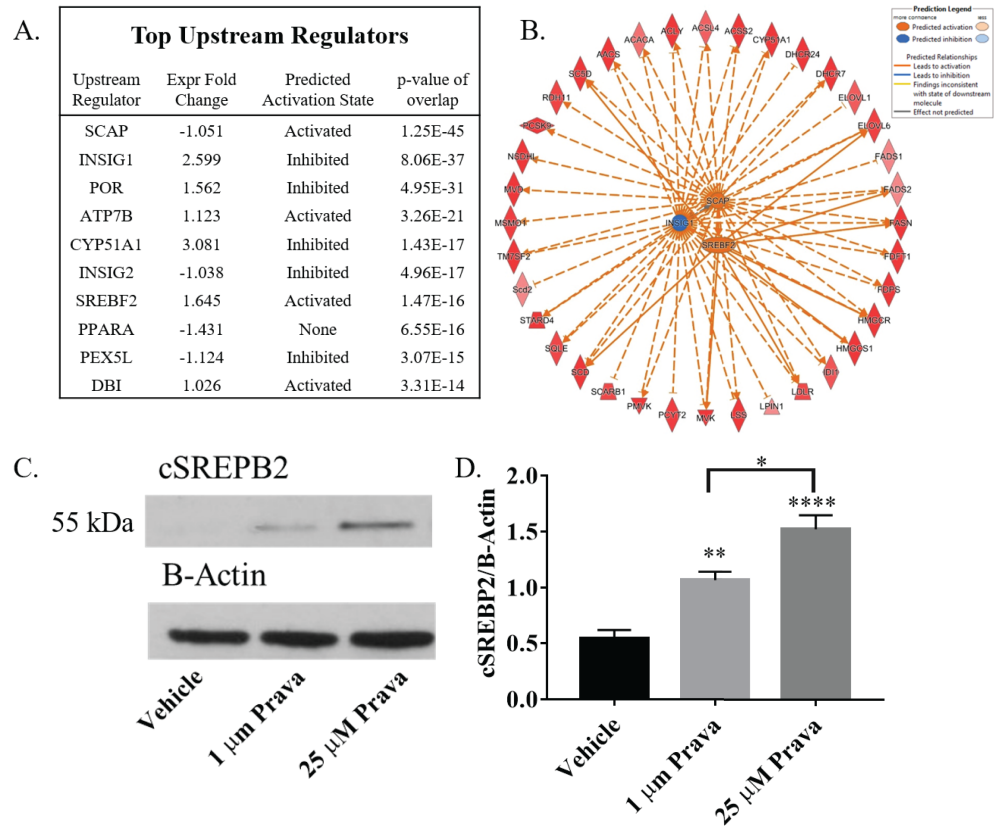 A.
Top Upstream Regulators
Upstream Regulator Expr Fold Change Predicted Activation State p-value of overlap
SCAP -1.051 Activated 1.25E-45
INSIG1 2.599 Inhibited 8.06E-37
POR 1.562 Inhibited 4.95E-31
ATP7B 1.123 Activated 3.26E-21
CYP51A1 3.081 Inhibited 1.43E-17
INSIG2 -1.038 Inhibited 4.96E-17
SREBF2 1.645 Activated 1.47E-16
PPARA -1.431 None 6.55E-16
PEX5L -1.124 Inhibited 3.07E-15
DBI 1.026 Activated 3.31E-14
B.
Prediction Legend
more confidence less
Predicted activation
Predicted inhibition
Predicted Relationships
Leads to activation
Leads to inhibition
Findings inconsistent
with state of downstream
molecule
Effect not predicted
ACLY
ACSL4
ACSS2
CYP51A1
DHCR24
DHCR7
ELOVL1
ELOVL6
FADS1
FADS2
FASN
FDFT1
FDPS
HMGCR
HMGCS1
IDI1
LDLR
LPIN1
LSS
MVK
PCYT2
PMVK
SCARB1
SCD
SQLE
STARD4
Scd2
TM7SF2
MSMO1
MVD
NSDHL
PCSK9
RDH11
SC5D
AACS
ACACA
SCAP
INSIG1
SREBF2
C.
cSREPB2
55 kDa
B-Actin
Vehicle
1 μm Prava
25 μM Prava
D.
cSREBP2/B-Actin
2.0
1.5
1.0
0.5
0.0
*
**
****
Vehicle
1 μM Prava
25 μM Prava